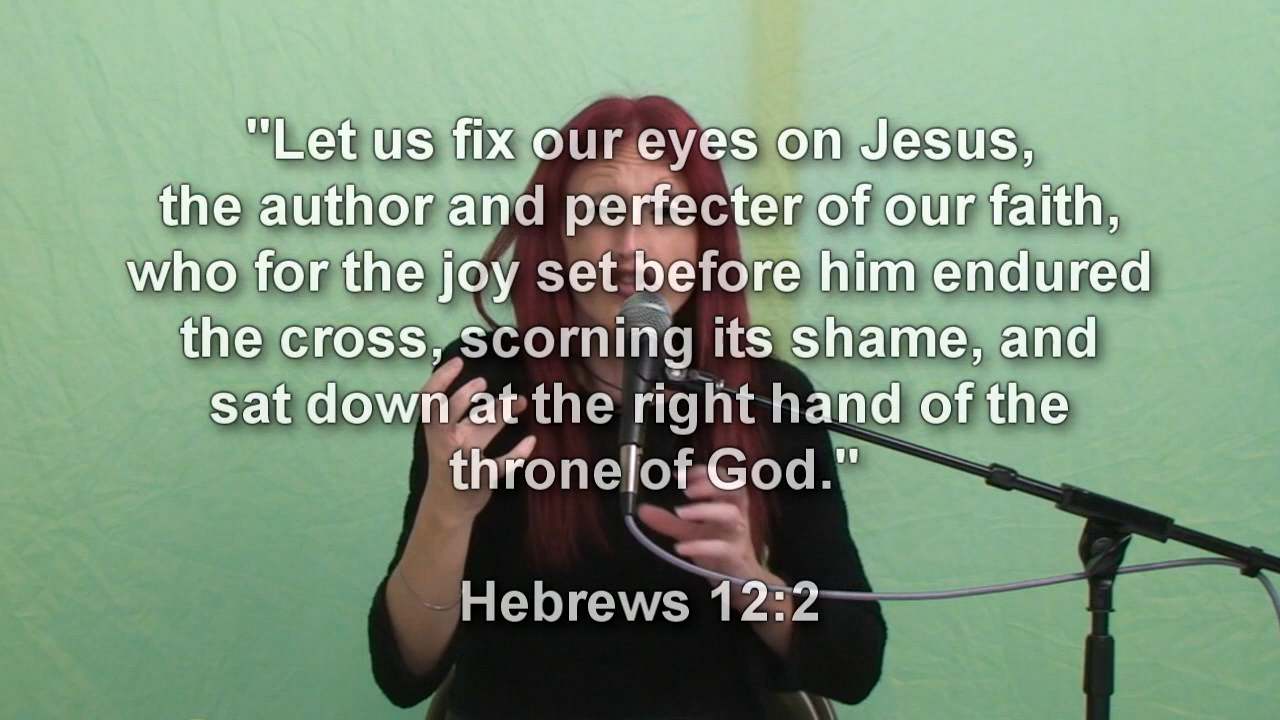 "Let us fix our eyes on Jesus,
the author and perfecter of our faith,
who for the joy set before him endured
the cross, scorning its shame, and
sat down at the right hand of the
throne of God."
Hebrews 12:2